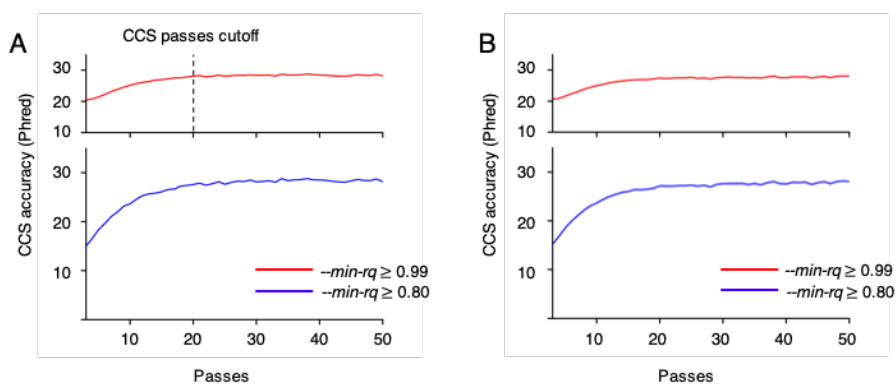 A
CCS passes cutoff
30
20
10
30
20
10
CCS accuracy (Phred)
--min-rq ≥ 0.99
--min-rq ≥ 0.80
10 20 30 40 50
Passes
B
30
20
10
30
20
10
CCS accuracy (Phred)
--min-rq ≥ 0.99
--min-rq ≥ 0.80
10 20 30 40 50
Passes